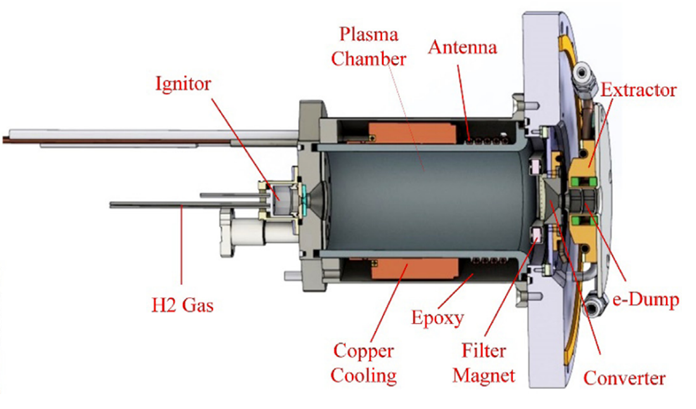 Plasma
Chamber
Antenna
Ignitor
Extractor
H2 Gas
Epoxy
e-Dump
Copper
Cooling
Filter
Magnet
Converter